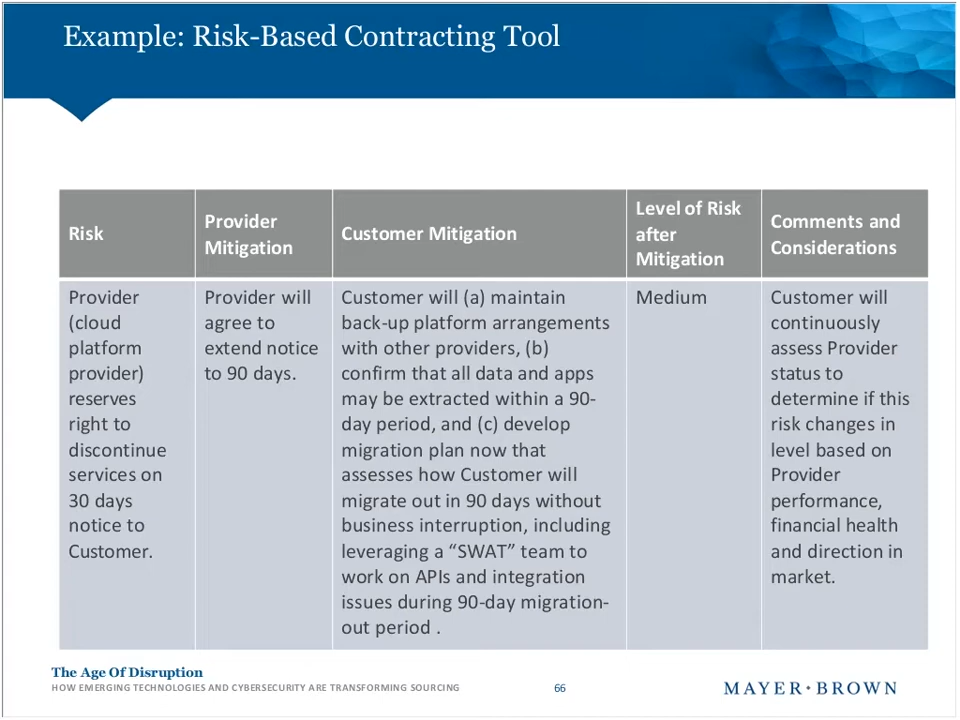 Example: Risk-Based Contracting Tool
Risk
Provider
Mitigation
Customer Mitigation
Level of Risk
after
Mitigation
Comments and
Considerations
Provider
(cloud
platform
provider)
reserves
right to
discontinue
services on
30 days
notice to
Customer.
Provider will
agree to
extend notice
to 90 days.
Customer will (a) maintain
back-up platform arrangements
with other providers, (b)
confirm that all data and apps
may be extracted within a 90-
day period, and (c) develop
migration plan now that
assesses how Customer will
migrate out in 90 days without
business interruption, including
leveraging a “SWAT” team to
work on APIs and integration
issues during 90-day migration-
out period .
Medium
Customer will
continuously
assess Provider
status to
determine if this
risk changes in
level based on
Provider
performance,
financial health
and direction in
market.
The Age Of Disruption
HOW EMERGING TECHNOLOGIES AND CYBERSECURITY ARE TRANSFORMING SOURCING
66
MAYER•BROWN